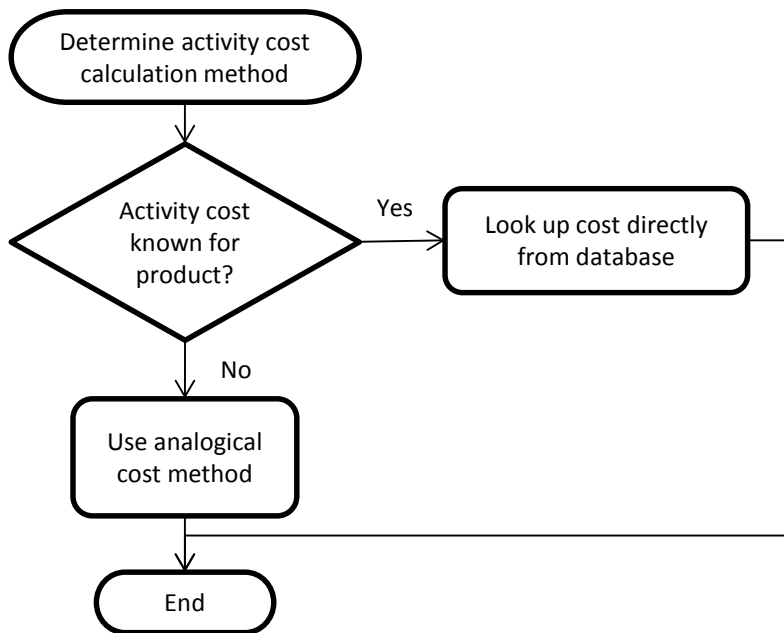 Determine activity cost
calculation method
Activity cost
known for
product?
Yes
Look up cost directly
from database
No
Use analogical
cost method
End